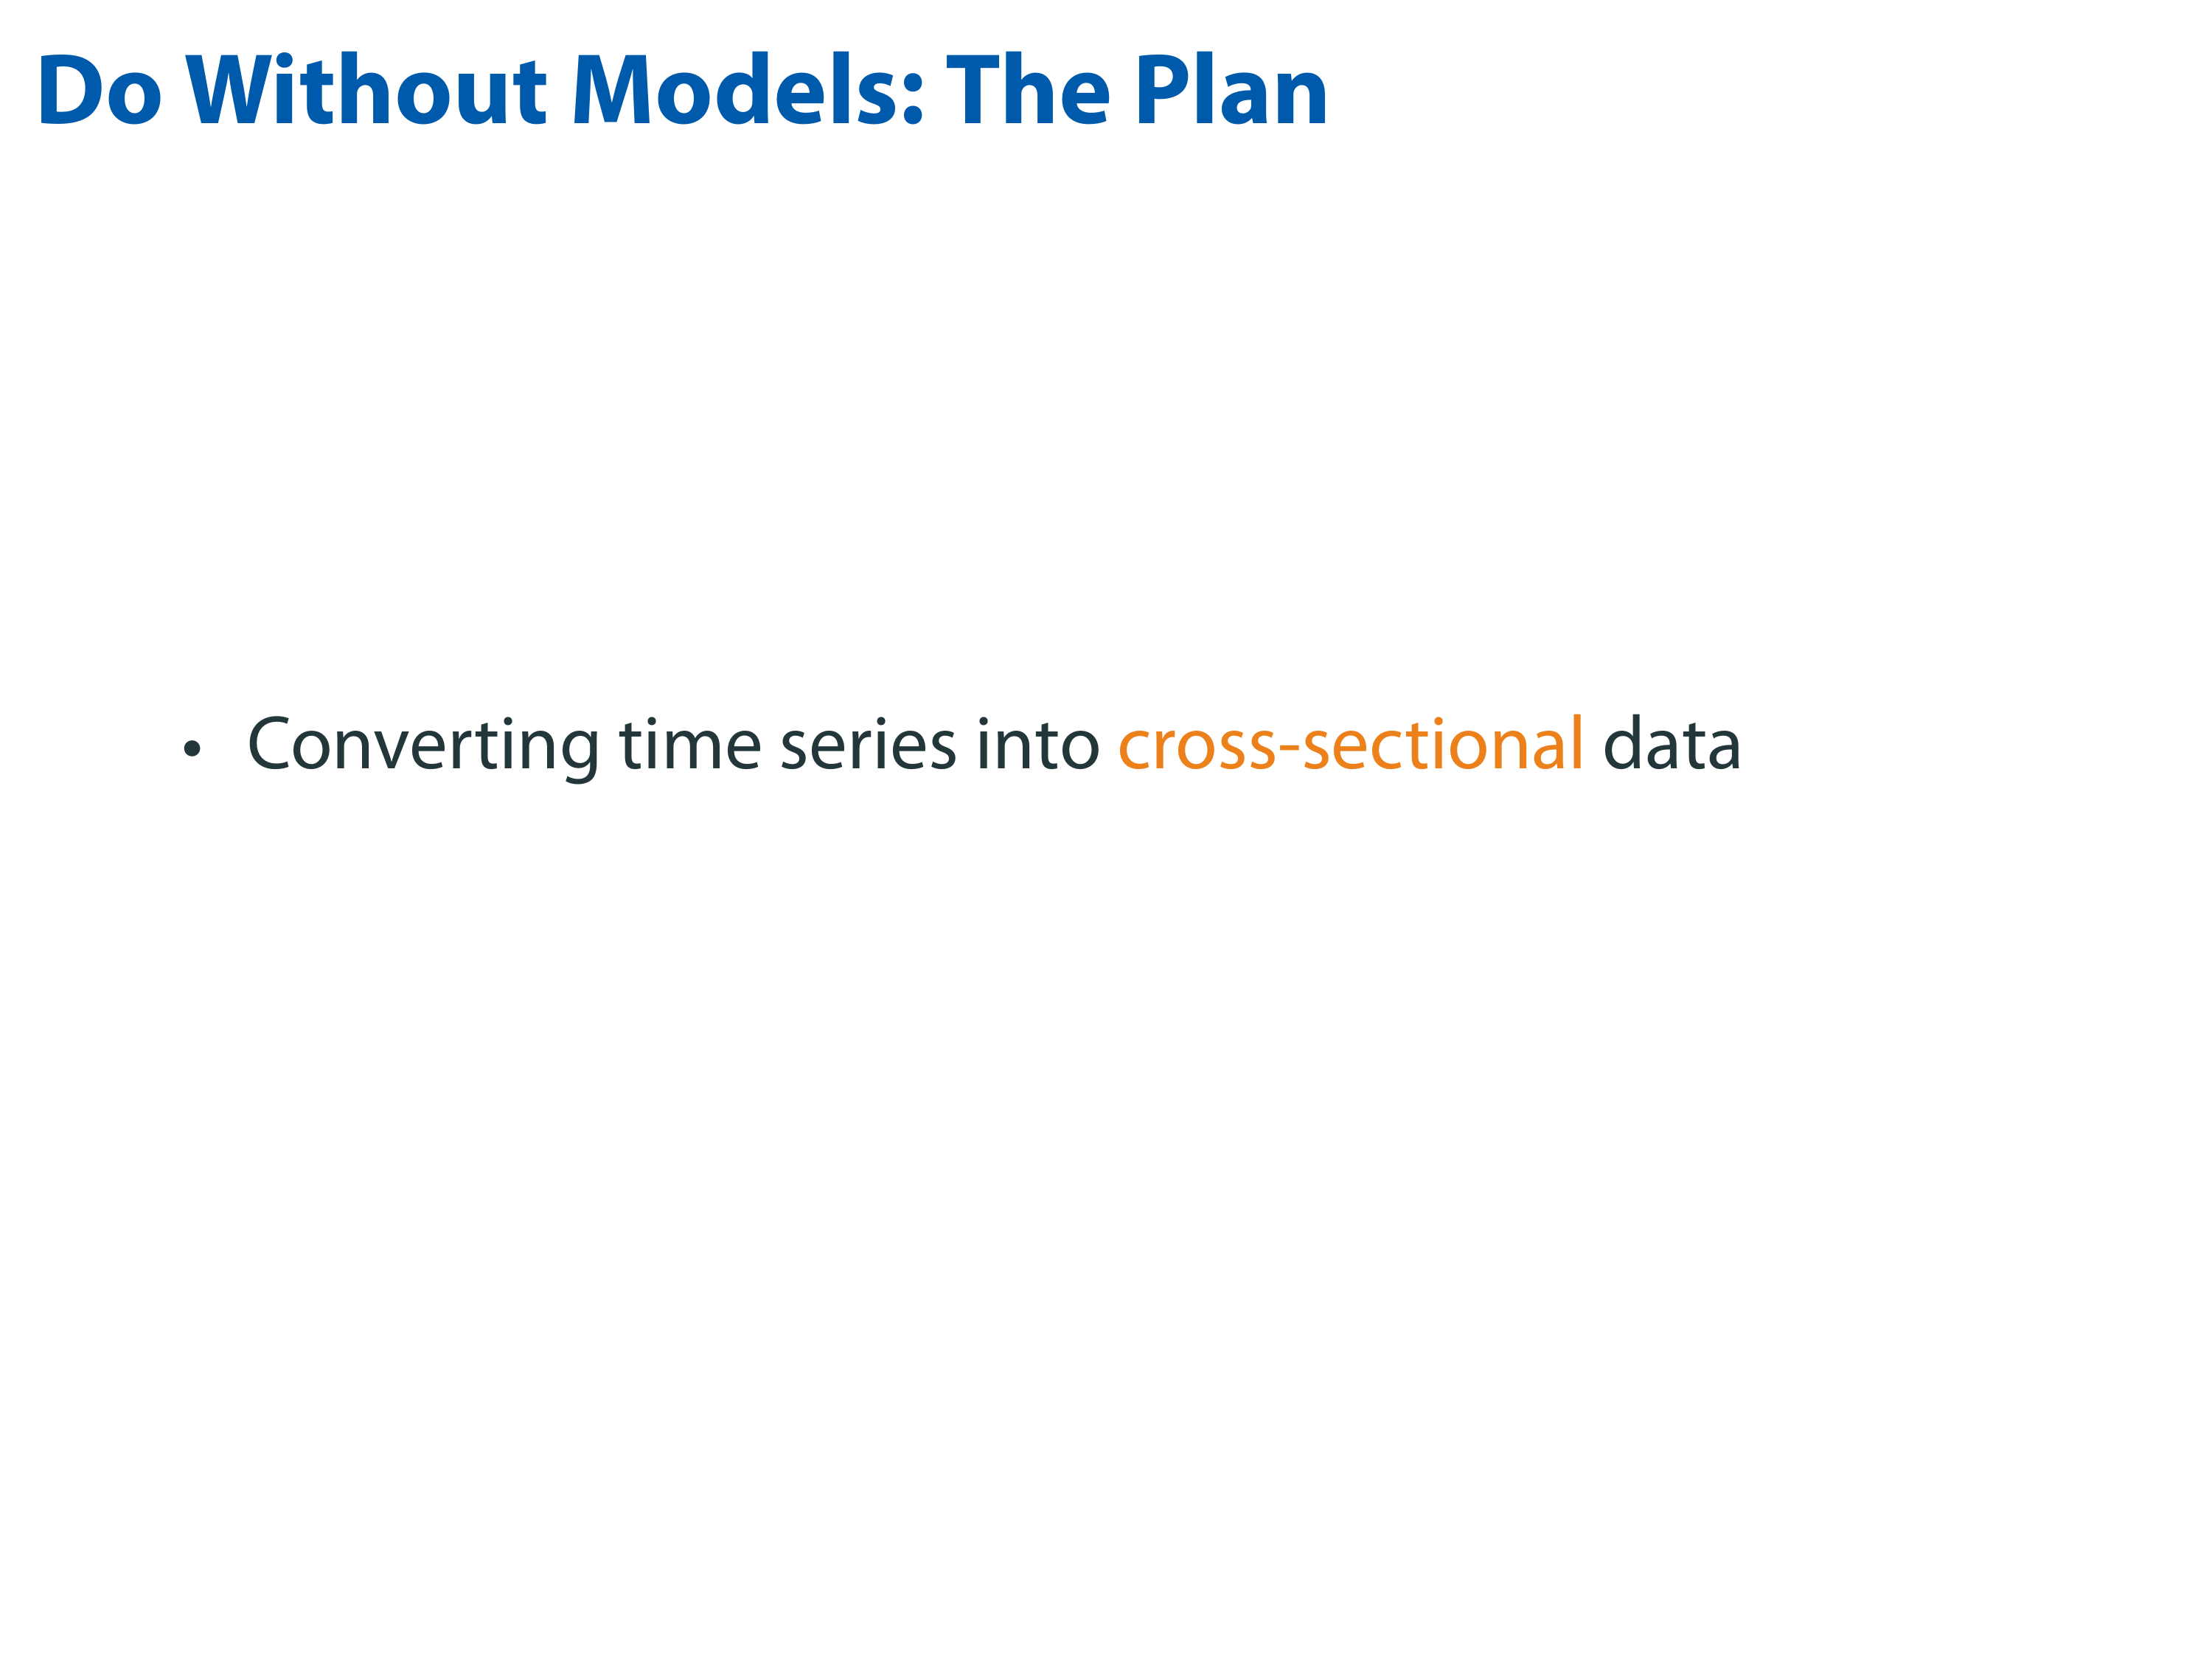 Do Without Models: The Plan
• Converting time series into cross-sectional data